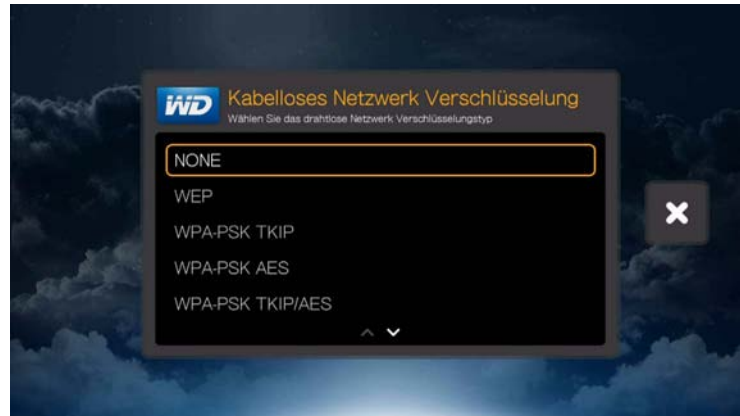 WD
Kabelloses Netzwerk Verschlüsselung
Wählen Sie das drahtlose Netzwerk Verschlüsselungstyp
NONE
WEP
WPA-PSK TKIP
WPA-PSK AES
WPA-PSK TKIP/AES